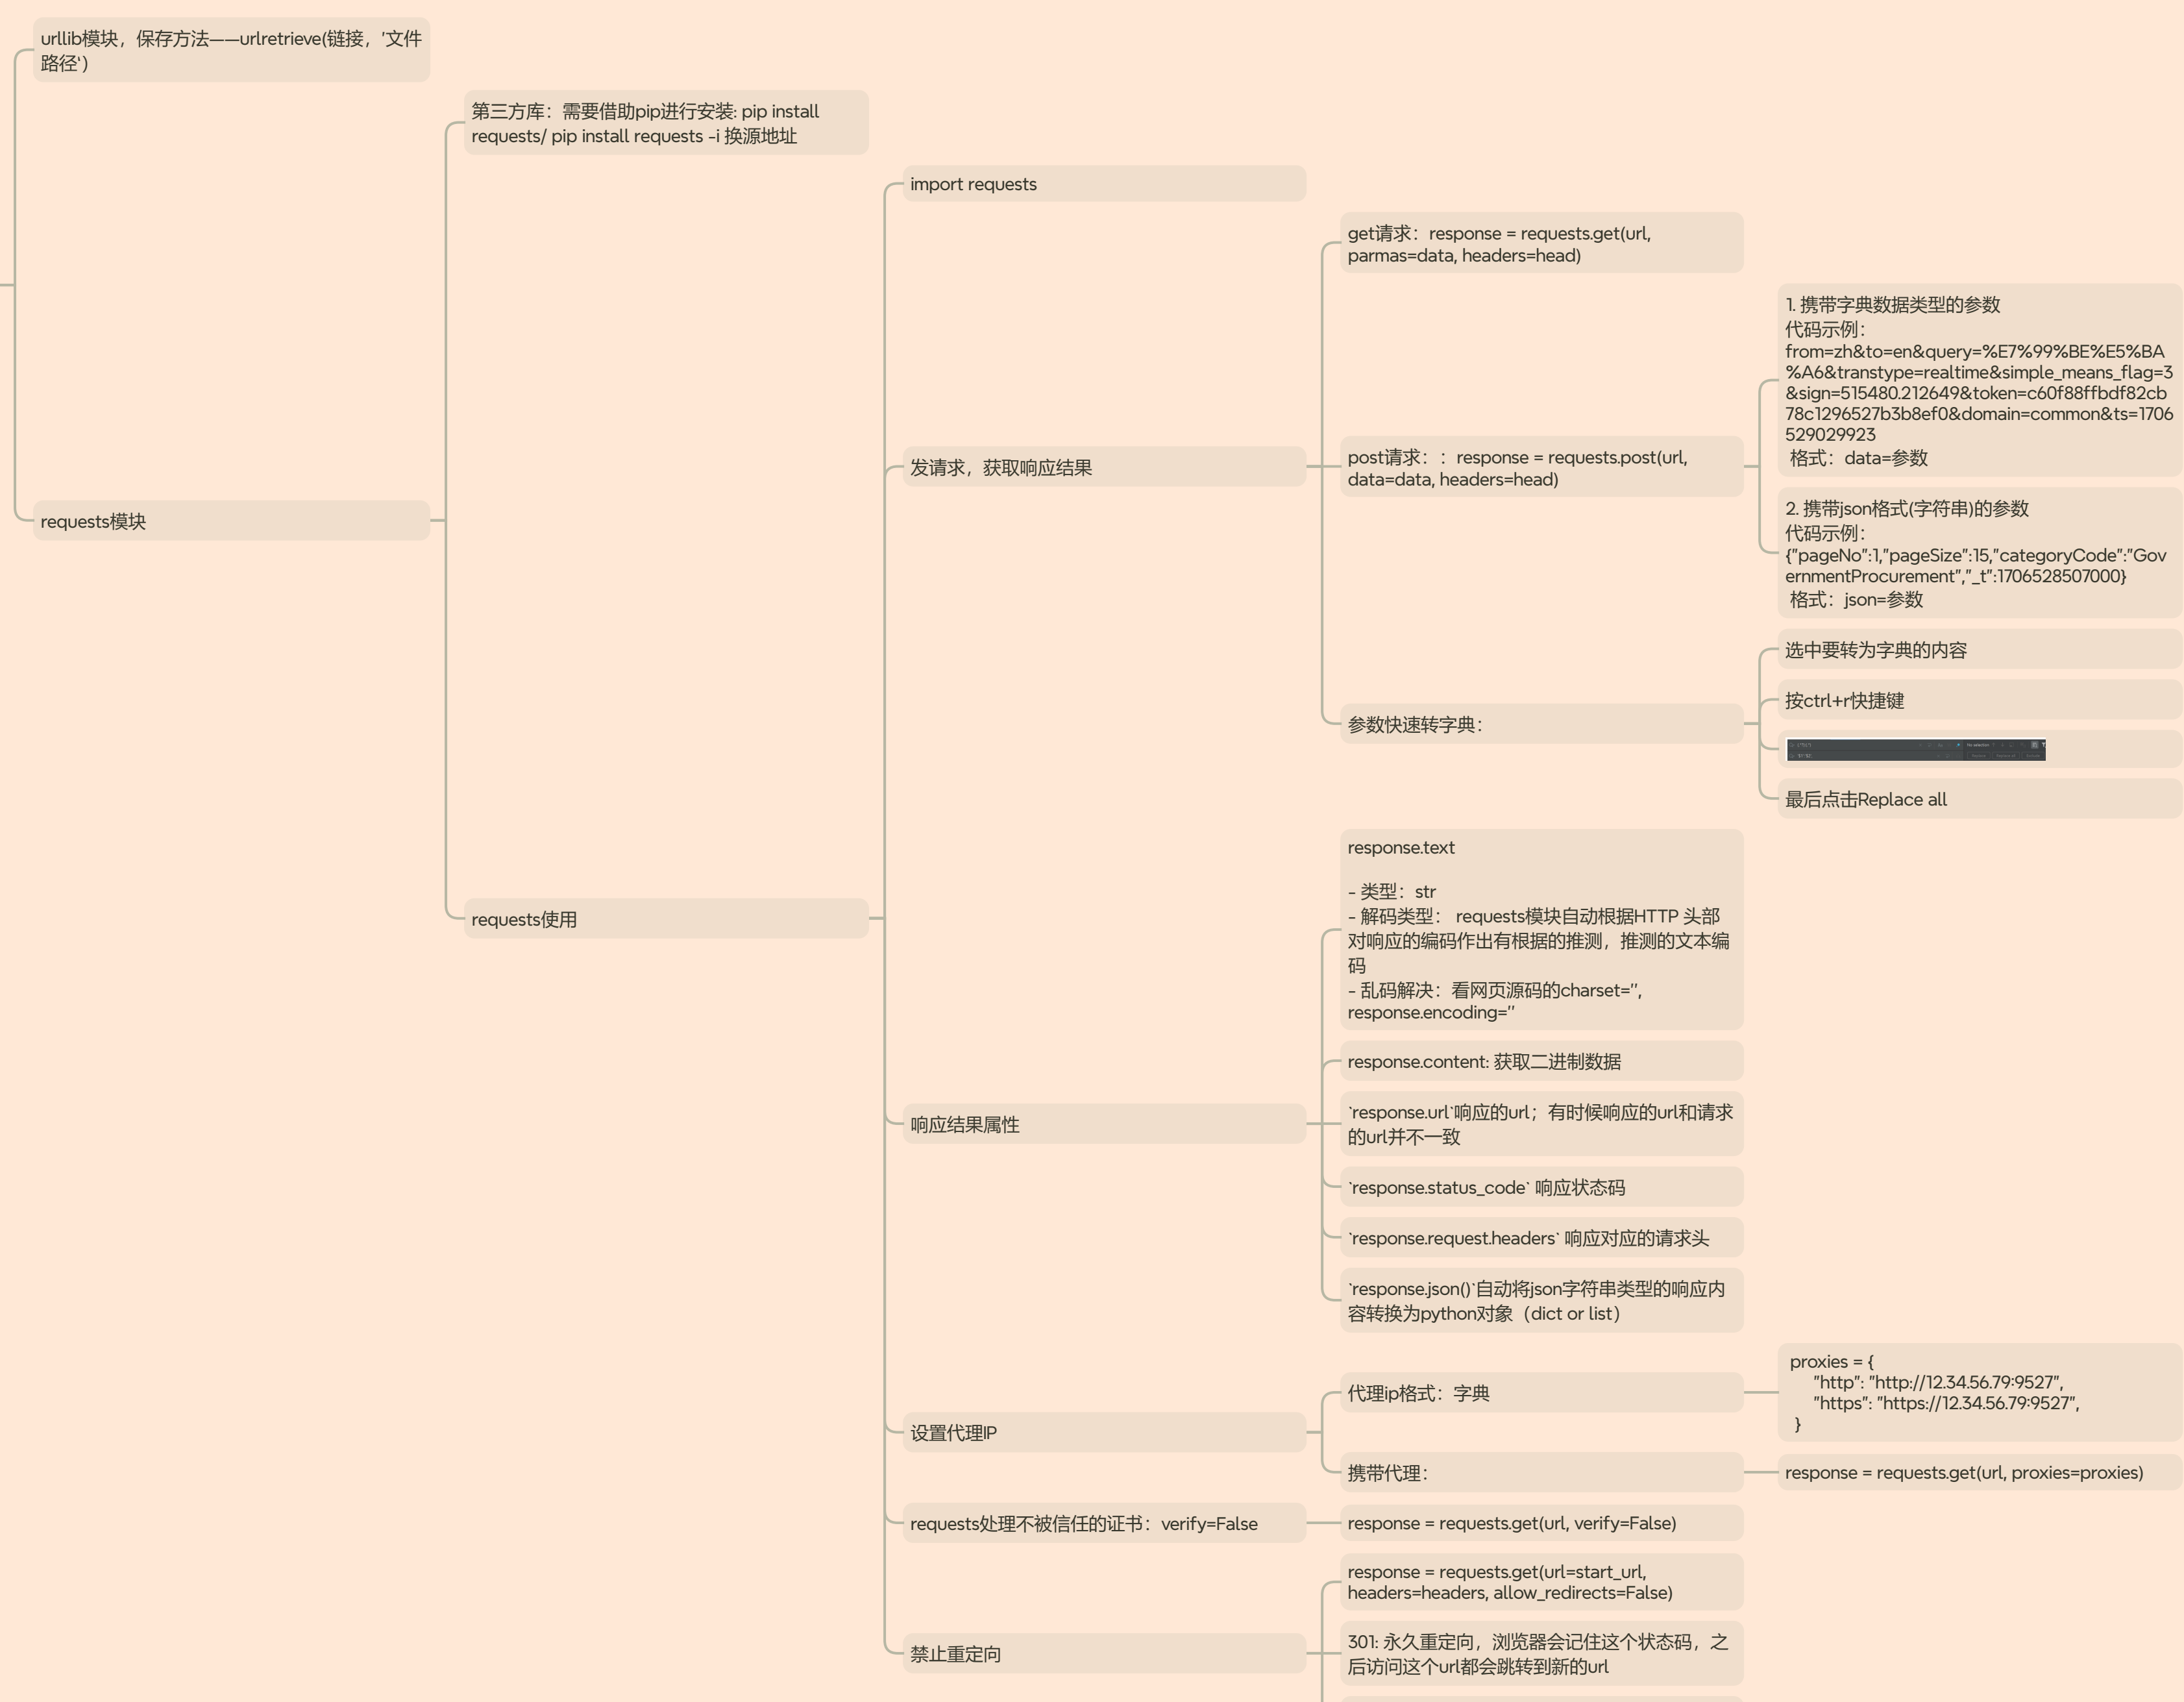 urllib模块，保存方法——urlretrieve(链接，'文件
路径‘)
第三方库：需要借助pip进行安装: pip install
requests/ pip install requests -i 换源地址
import requests
get请求：response = requests.get(url,
parmas=data, headers=head)
1. 携带字典数据类型的参数
代码示例：
from=zh&to=en&query=%E7%99%BE%E5%BA
%A6&transtype=realtime&simple_means_flag=3
&sign=515480.212649&token=c60f88ffbdf82cb
78c1296527b3b8ef0&domain=common&ts=1706
529029923
格式：data=参数
发请求，获取响应结果
post请求：：response = requests.post(url,
data=data, headers=head)
2. 携带json格式(字符串)的参数
代码示例：
{"pageNo":1,"pageSize":15,"categoryCode":"Gov
ernmentProcurement","_t":1706528507000}
格式：json=参数
requests模块
选中要转为字典的内容
按ctrl+r快捷键
参数快速转字典：
最后点击Replace all
requests使用
response.text
- 类型：str
- 解码类型： requests模块自动根据HTTP 头部
对响应的编码作出有根据的推测，推测的文本编
码
- 乱码解决：看网页源码的charset='',
response.encoding=''
response.content: 获取二进制数据
响应结果属性
`response.url`响应的url；有时候响应的url和请求
的url并不一致
`response.status_code` 响应状态码
`response.request.headers` 响应对应的请求头
`response.json()`自动将json字符串类型的响应内
容转换为python对象（dict or list）
设置代理IP
代理ip格式：字典
proxies = {
"http": "http://12.34.56.79:9527",
"https": "https://12.34.56.79:9527",
}
携带代理：
response = requests.get(url, proxies=proxies)
requests处理不被信任的证书：verify=False
response = requests.get(url, verify=False)
response = requests.get(url=start_url,
headers=headers, allow_redirects=False)
禁止重定向
301: 永久重定向，浏览器会记住这个状态码，之
后访问这个url都会跳转到新的url